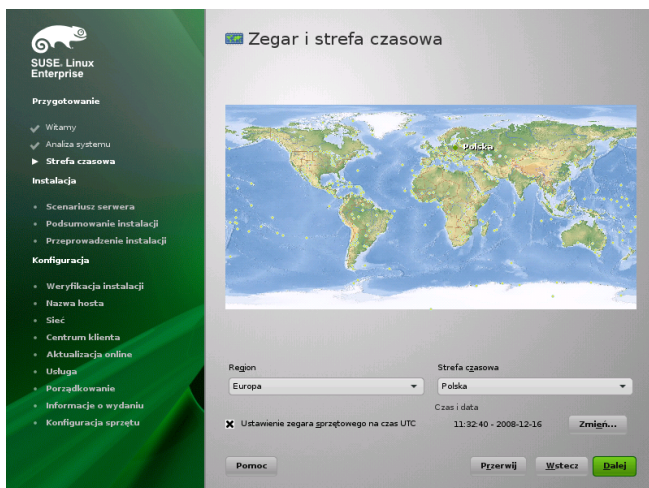 SUSE. Linux
Enterprise
Przygotowanie
Witamy
Analiza systemu
Strefa czasowa
Instalacja
Scenariusz serwera
Podsumowanie instalacji
Przeprowadzenie instalacji
Konfiguracja
Weryfikacja instalacji
Nazwa hosta
Sieć
Centrum klienta
Aktualizacja online
Usługa
Porządkowanie
Informacje o wydaniu
Konfiguracja sprzętu
Zegar i strefa czasowa
Polska
Region
Europa
Strefa czasowa
Polska
Ustawienie zegara sprzętowego na czas UTC
Czas i data
11:32:40 - 2008-12-16
Zmień...
Pomoc
Przerwij
Wstecz
Dalej